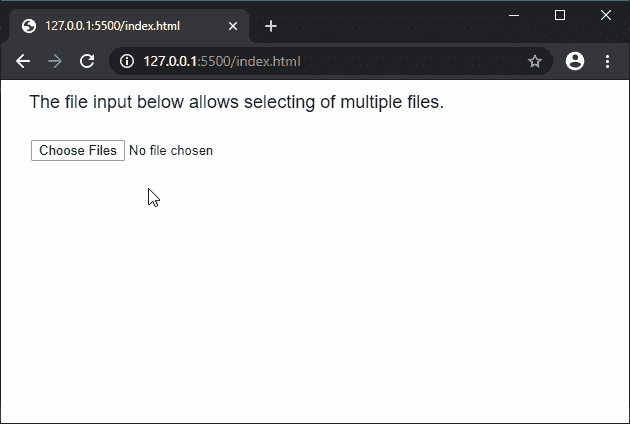 127.0.0.1:5500/index.html
127.0.0.1:5500/index.html
The file input below allows selecting of multiple files.
Choose Files No file chosen